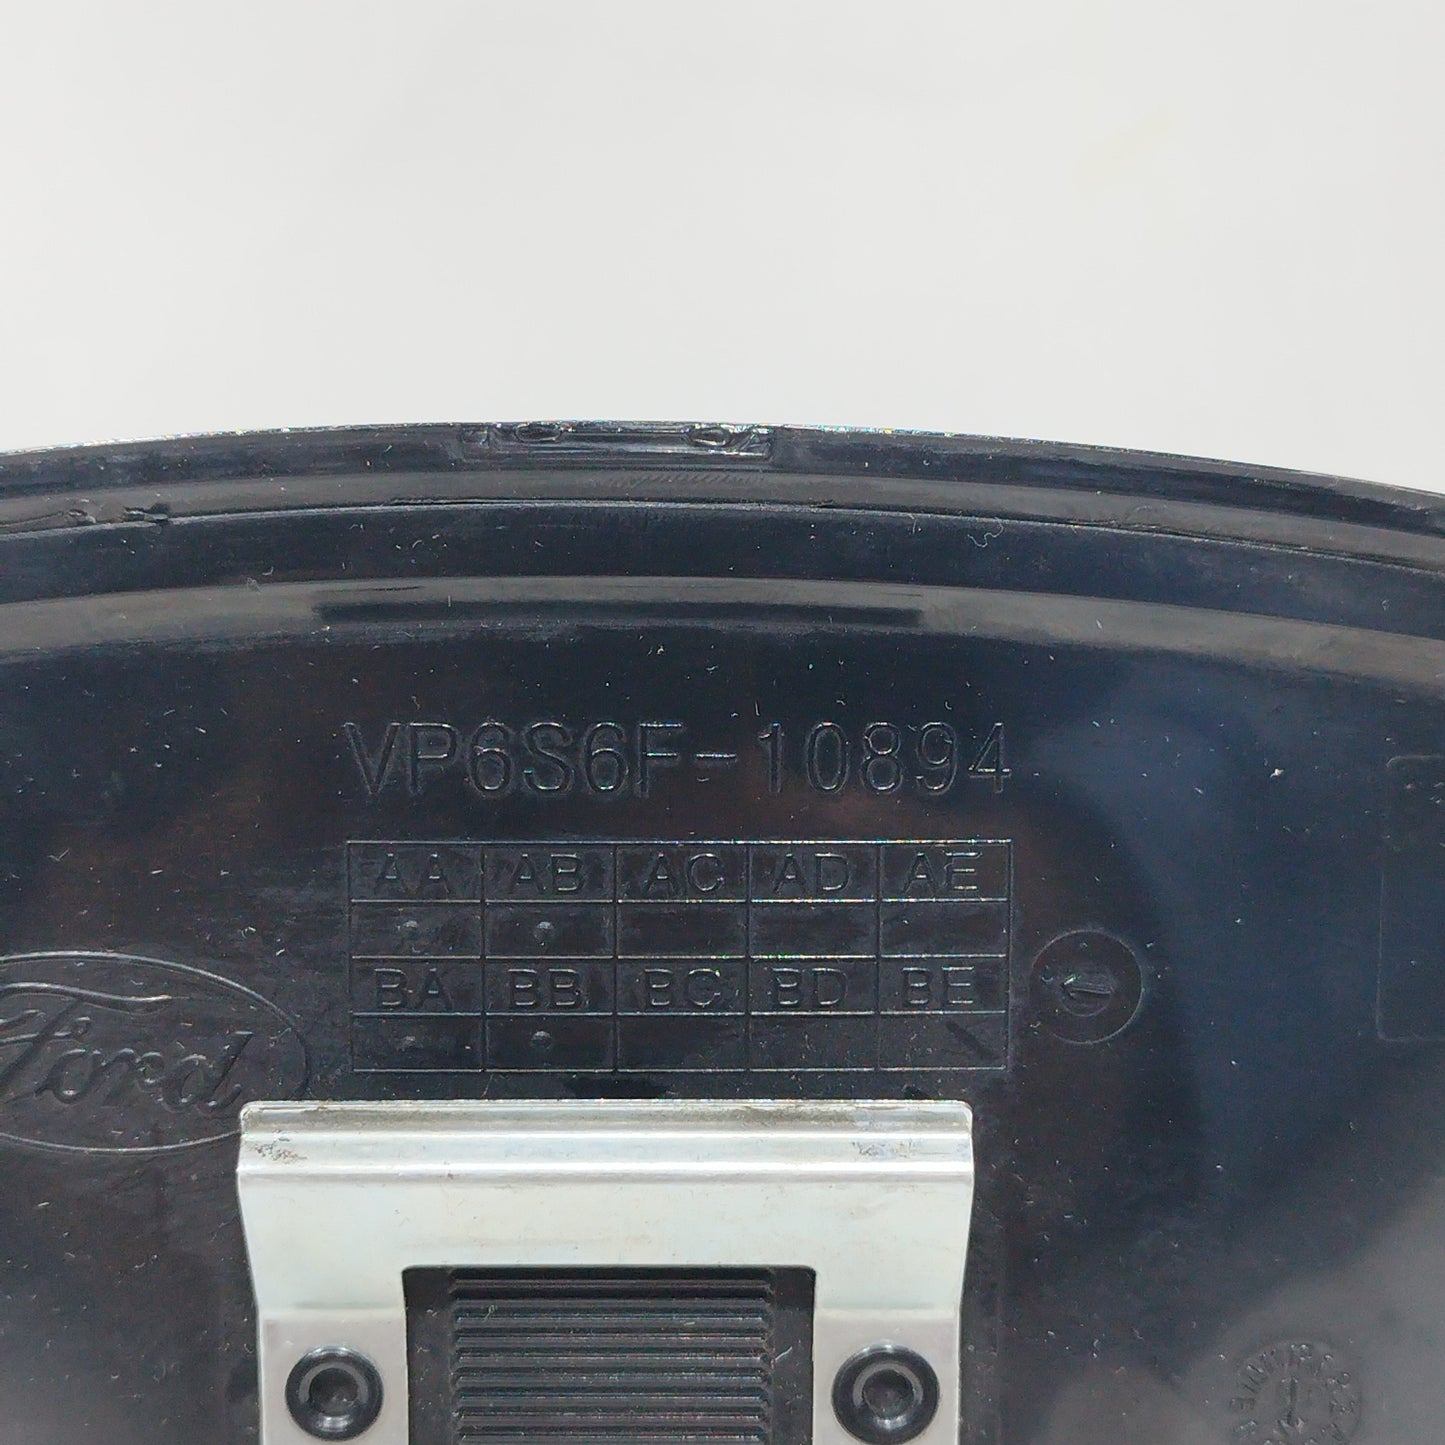 VP6S6F-10894
AA AB AC AD AE
BA BB BC BD BE
Ford